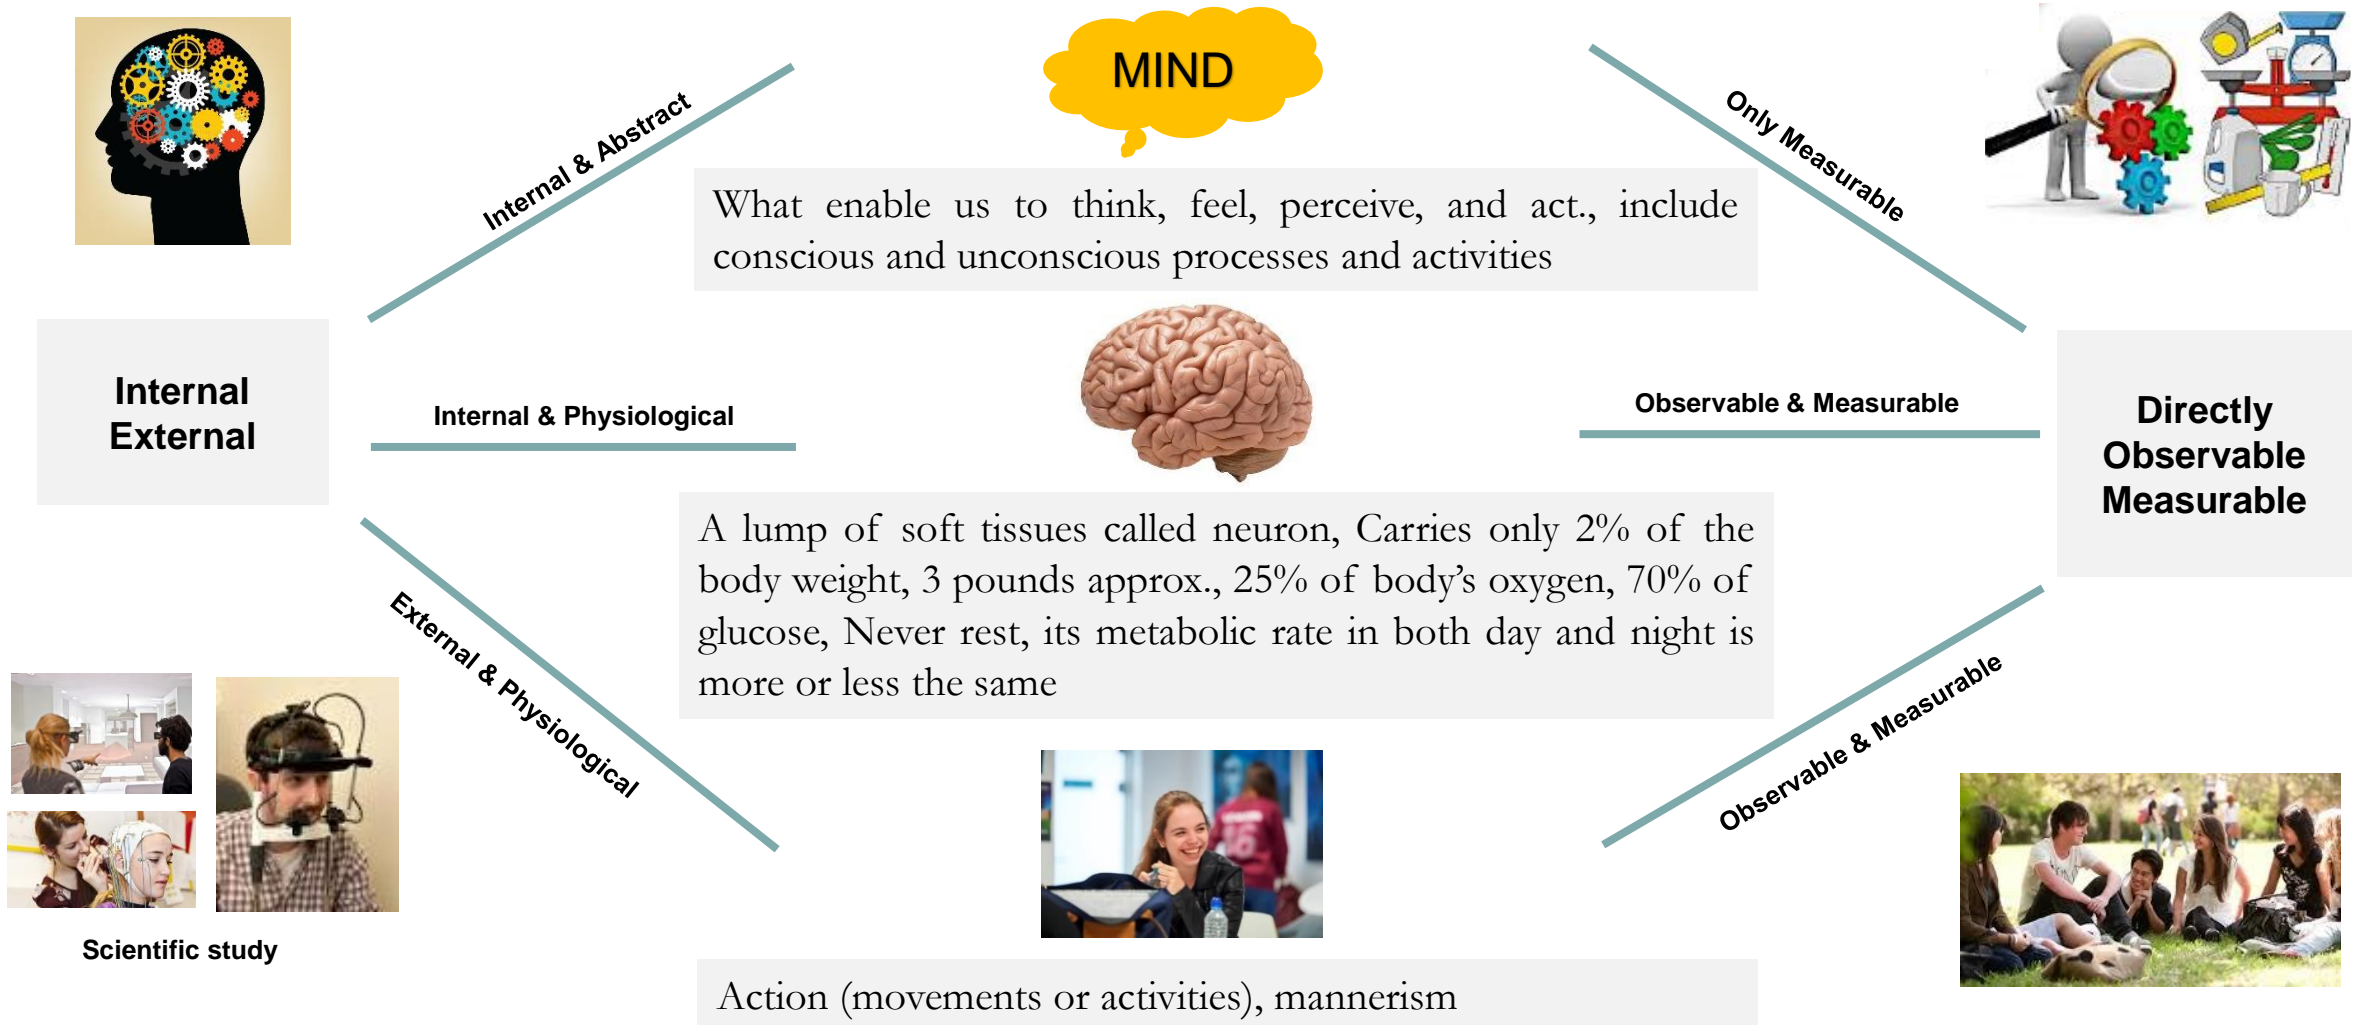 MIND
Internal & Abstract
Only Measurable
What enable us to think, feel, perceive, and act., include
conscious and unconscious processes and activities
Internal
External
Internal & Physiological
Observable & Measurable
Directly
Observable
Measurable
A lump of soft tissues called neuron, Carries only 2% of the
body weight, 3 pounds approx., 25% of body’s oxygen, 70% of
glucose, Never rest, its metabolic rate in both day and night is
more or less the same
External & Physiological
Observable & Measurable
Scientific study
Action (movements or activities), mannerism